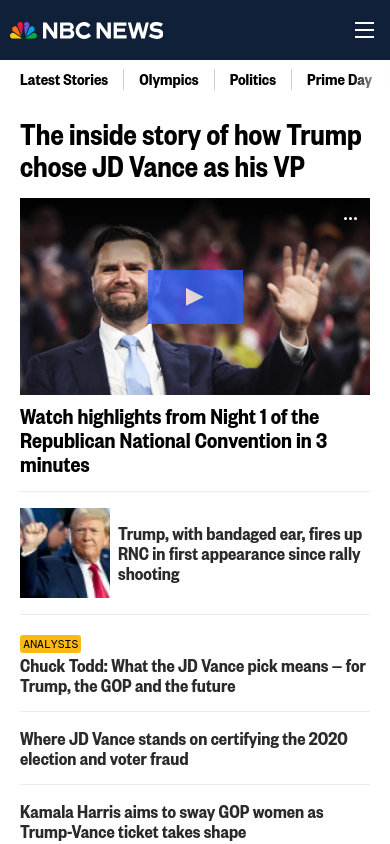 NBC NEWS
Latest Stories
Olympics
Politics
Prime Day
The inside story of how Trump
chose JD Vance as his VP
Watch highlights from Night 1 of the
Republican National Convention in 3
minutes
Trump, with bandaged ear, fires up
RNC in first appearance since rally
shooting
ANALYSIS
Chuck Todd: What the JD Vance pick means – for
Trump, the GOP and the future
Where JD Vance stands on certifying the 2020
election and voter fraud
Kamala Harris aims to sway GOP women as
Trump-Vance ticket takes shape